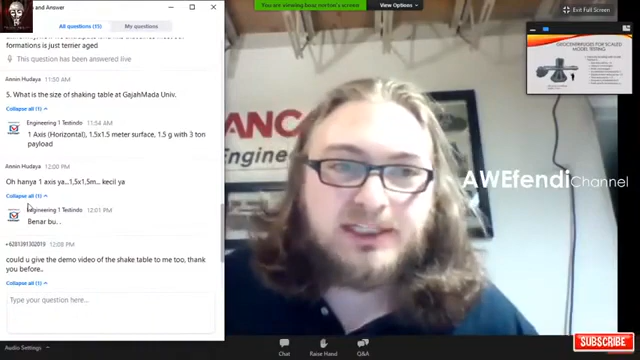 s and Answer
All questions (15)
My questions
formations is just terrier aged
This question has been answered live
Annin Hudaya 11:50 AM
5. What is the size of shaking table at GajahMada Univ.
Collapse all (1)
Engineering 1 Testindo 11:54 AM
1 Axis (Horizontal), 1,5x1.5 meter surface, 1.5 g with 3 ton
payload
Annin Hudaya 12:00 PM
Oh hanya 1 axis ya...1,5x1,5m... kecil ya
Collapse all (1)
Engineering 1 Testindo 12:01 PM
Benar bu. .
+6281391302019 12:08 PM
could u give the demo video of the shake table to me too, thank
you before..
Collapse all (1)
Type your question here...
Audio Settings
You are viewing
screen
View Options
Exit Full Screen
GEOCENTRIFUGES FOR SCALED
MODEL TESTING
ANC
Engine
AWEfendi Channel
Chat
Raise Hand
Q&A
SUBSCRIBE